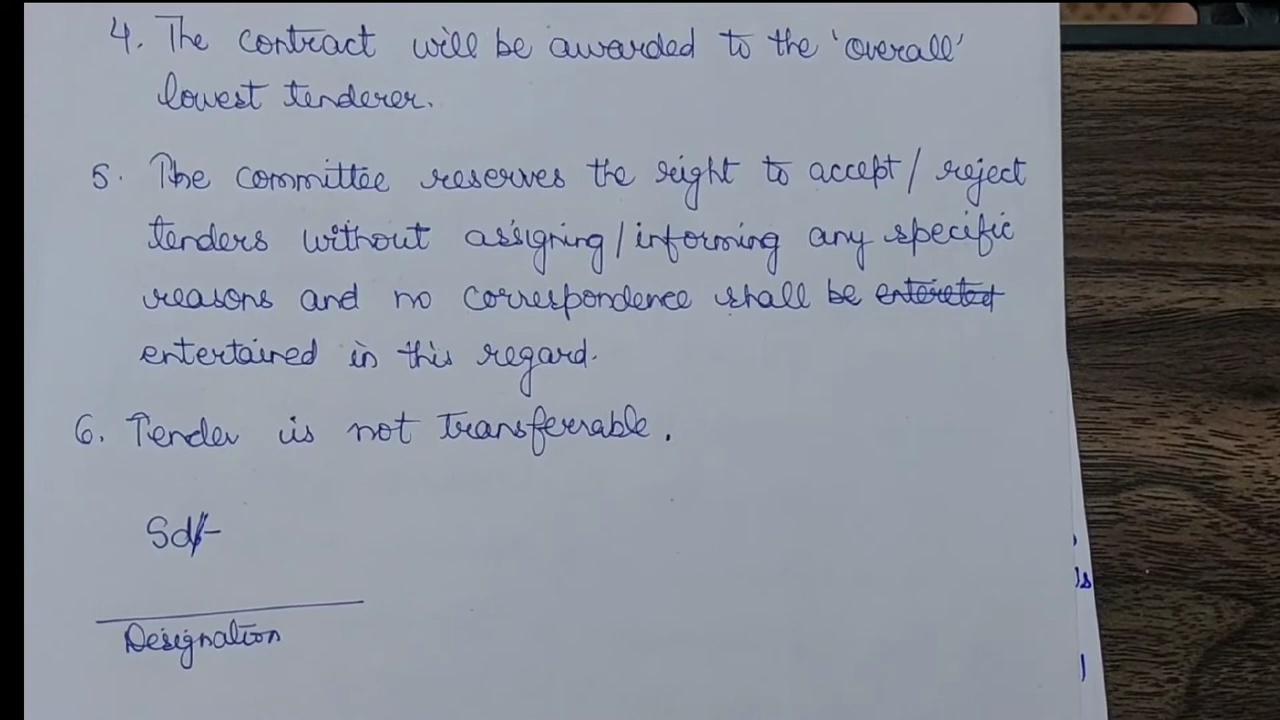 4. The contract will be awarded to the 'overall'
lowest tenderer.
5. The committee reserves the right to accept/ reject
tenders without assigning/informing any specific
reasons and no correspondence shall be
entertained in this regard.
6. Tender is not transferrable.
Sd/-
Designation